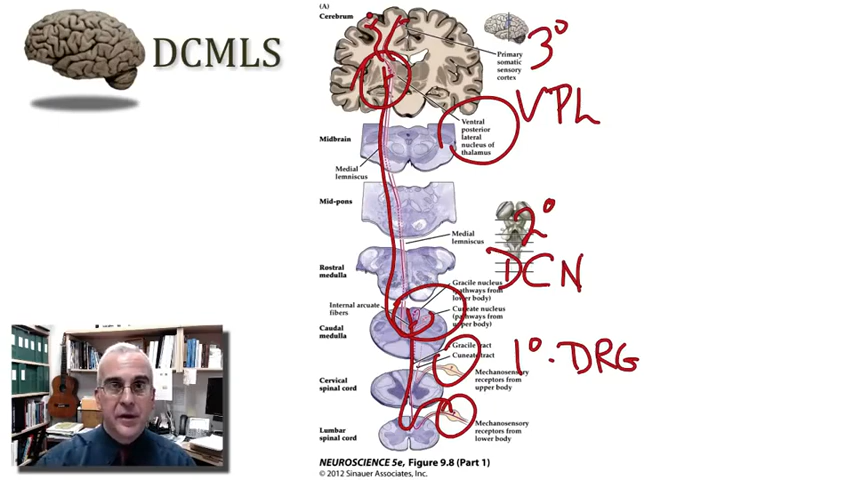 DCMLS
(A)
Cerebrum
Primary
somatic
sensory
cortex
3°
VPL
Ventral
posterior
lateral
nucleus of
thalamus
Midbrain
Medial
lemniscus
Mid-pons
Medial
lemniscus
2°
DCN
Rostral
medulla
Gracile nucleus
(pathways from
lower body)
Internal arcuate
fibers
Cuneate nucleus
(pathways from
upper body)
Caudal
medulla
Gracile tract
Cuneate tract
1° · DRG
Mechanosensory
receptors from
upper body
Cervical
spinal cord
Mechanosensory
receptors from
lower body
Lumbar
spinal cord
NEUROSCIENCE 5e, Figure 9.8 (Part 1)
© 2012 Sinauer Associates, Inc.